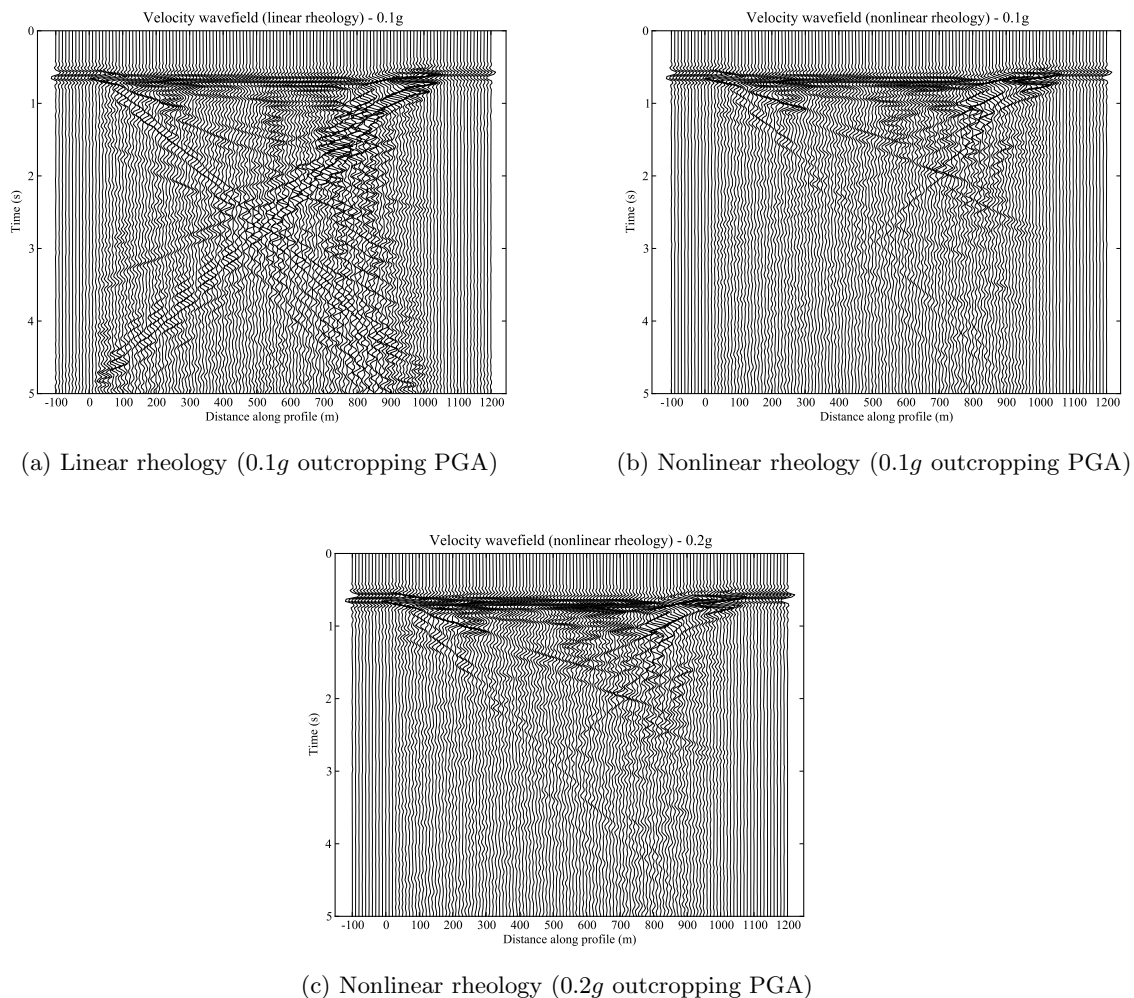 Velocity wavefield (linear rheology) - 0.1g
0
1
2
3
4
5
Time (s)
-100 0 100 200 300 400 500 600 700 800 900 1000 1100 1200
Distance along profile (m)
(a) Linear rheology (0.1g outcropping PGA)
Velocity wavefield (nonlinear rheology) - 0.1g
0
1
2
3
4
5
Time (s)
-100 0 100 200 300 400 500 600 700 800 900 1000 1100 1200
Distance along profile (m)
(b) Nonlinear rheology (0.1g outcropping PGA)
Velocity wavefield (nonlinear rheology) - 0.2g
0
1
2
3
4
5
Time (s)
-100 0 100 200 300 400 500 600 700 800 900 1000 1100 1200
Distance along profile (m)
(c) Nonlinear rheology (0.2g outcropping PGA)